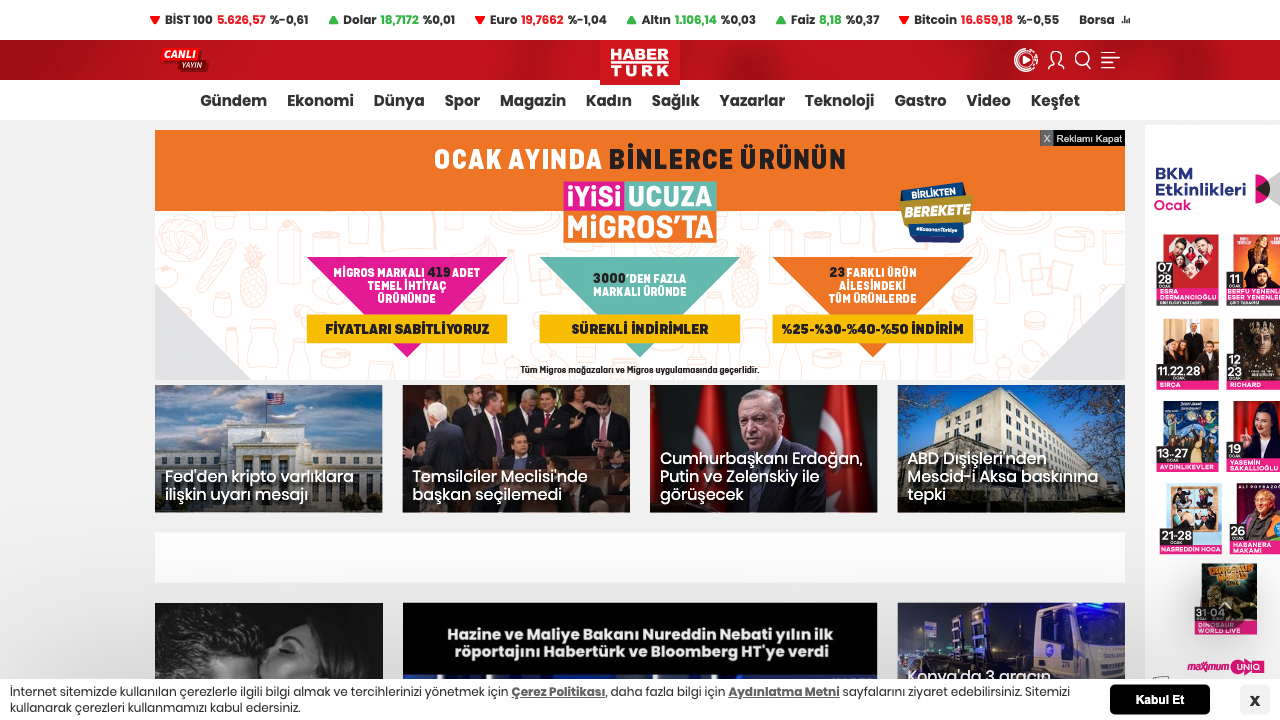 BİST 100 5.626,57 %-0,61 Dolar 18,7172 %0,01 Euro 19,7662 %-1,04 Altın 1.106,14 %0,03 Faiz 8,18 %0,37 Bitcoin 16.659,18 %-0,55 Borsa
CANLI
YAYIN
HABER
TURK
Gündem Ekonomi Dünya Spor Magazin Kadın Sağlık Yazarlar Teknoloji Gastro Video Keşfet
X Reklamı Kapat
OCAK AYINDA BİNLERCE ÜRÜNÜN
İYİSİ UCUZA
MİGROS'TA
BİRLİKTEN
BEREKETE
#KazananTürkiye
MİGROS MARKALI 419 ADET
TEMEL İHTİYAÇ
ÜRÜNÜNDE
FİYATLARI SABİTLİYORUZ
3000'DEN FAZLA
MARKALI ÜRÜNDE
SÜREKLİ İNDİRİMLER
23 FARKLI ÜRÜN
AİLESİNDEKİ
TÜM ÜRÜNLERDE
%25-%30-%40-%50 İNDİRİM
Tüm Migros mağazaları ve Migros uygulamasında geçerlidir.
Fed'den kripto varlıklara
ilişkin uyarı mesajı
Temsilciler Meclisi'nde
başkan seçilemedi
Cumhurbaşkanı Erdoğan,
Putin ve Zelenskiy ile
görüşecek
ABD Dışişleri'nden
Mescid-i Aksa baskınına
tepki
Hazine ve Maliye Bakanı Nureddin Nebati yılın ilk
röportajını Habertürk ve Bloomberg HT'ye verdi
Konya'da 3 aracın
BKM
Etkinlikleri
Ocak
07
28
OCAK
ESRA
DERMANCIOĞLU
11
OCAK
BERFU YENENLER
ESER YENENLER
11.22.28
OCAK
SIRÇA
12
23
OCAK
RICHARD
13-27
OCAK
AYDINLIKEVLER
19
OCAK
YASEMİN
SAKALLIOĞLU
21-28
OCAK
NASREDDİN HOCA
ALİ POYRAZOĞ
26
OCAK
HABANERA
MAKAMI
31-04
DINOSAUR
WORLD LIVE
maximum UNIQ
İnternet sitemizde kullanılan çerezlerle ilgili bilgi almak ve tercihlerinizi yönetmek için Çerez Politikası, daha fazla bilgi için Aydınlatma Metni sayfalarını ziyaret edebilirsiniz. Sitemizi
kullanarak çerezleri kullanmamızı kabul edersiniz.
Kabul Et
X